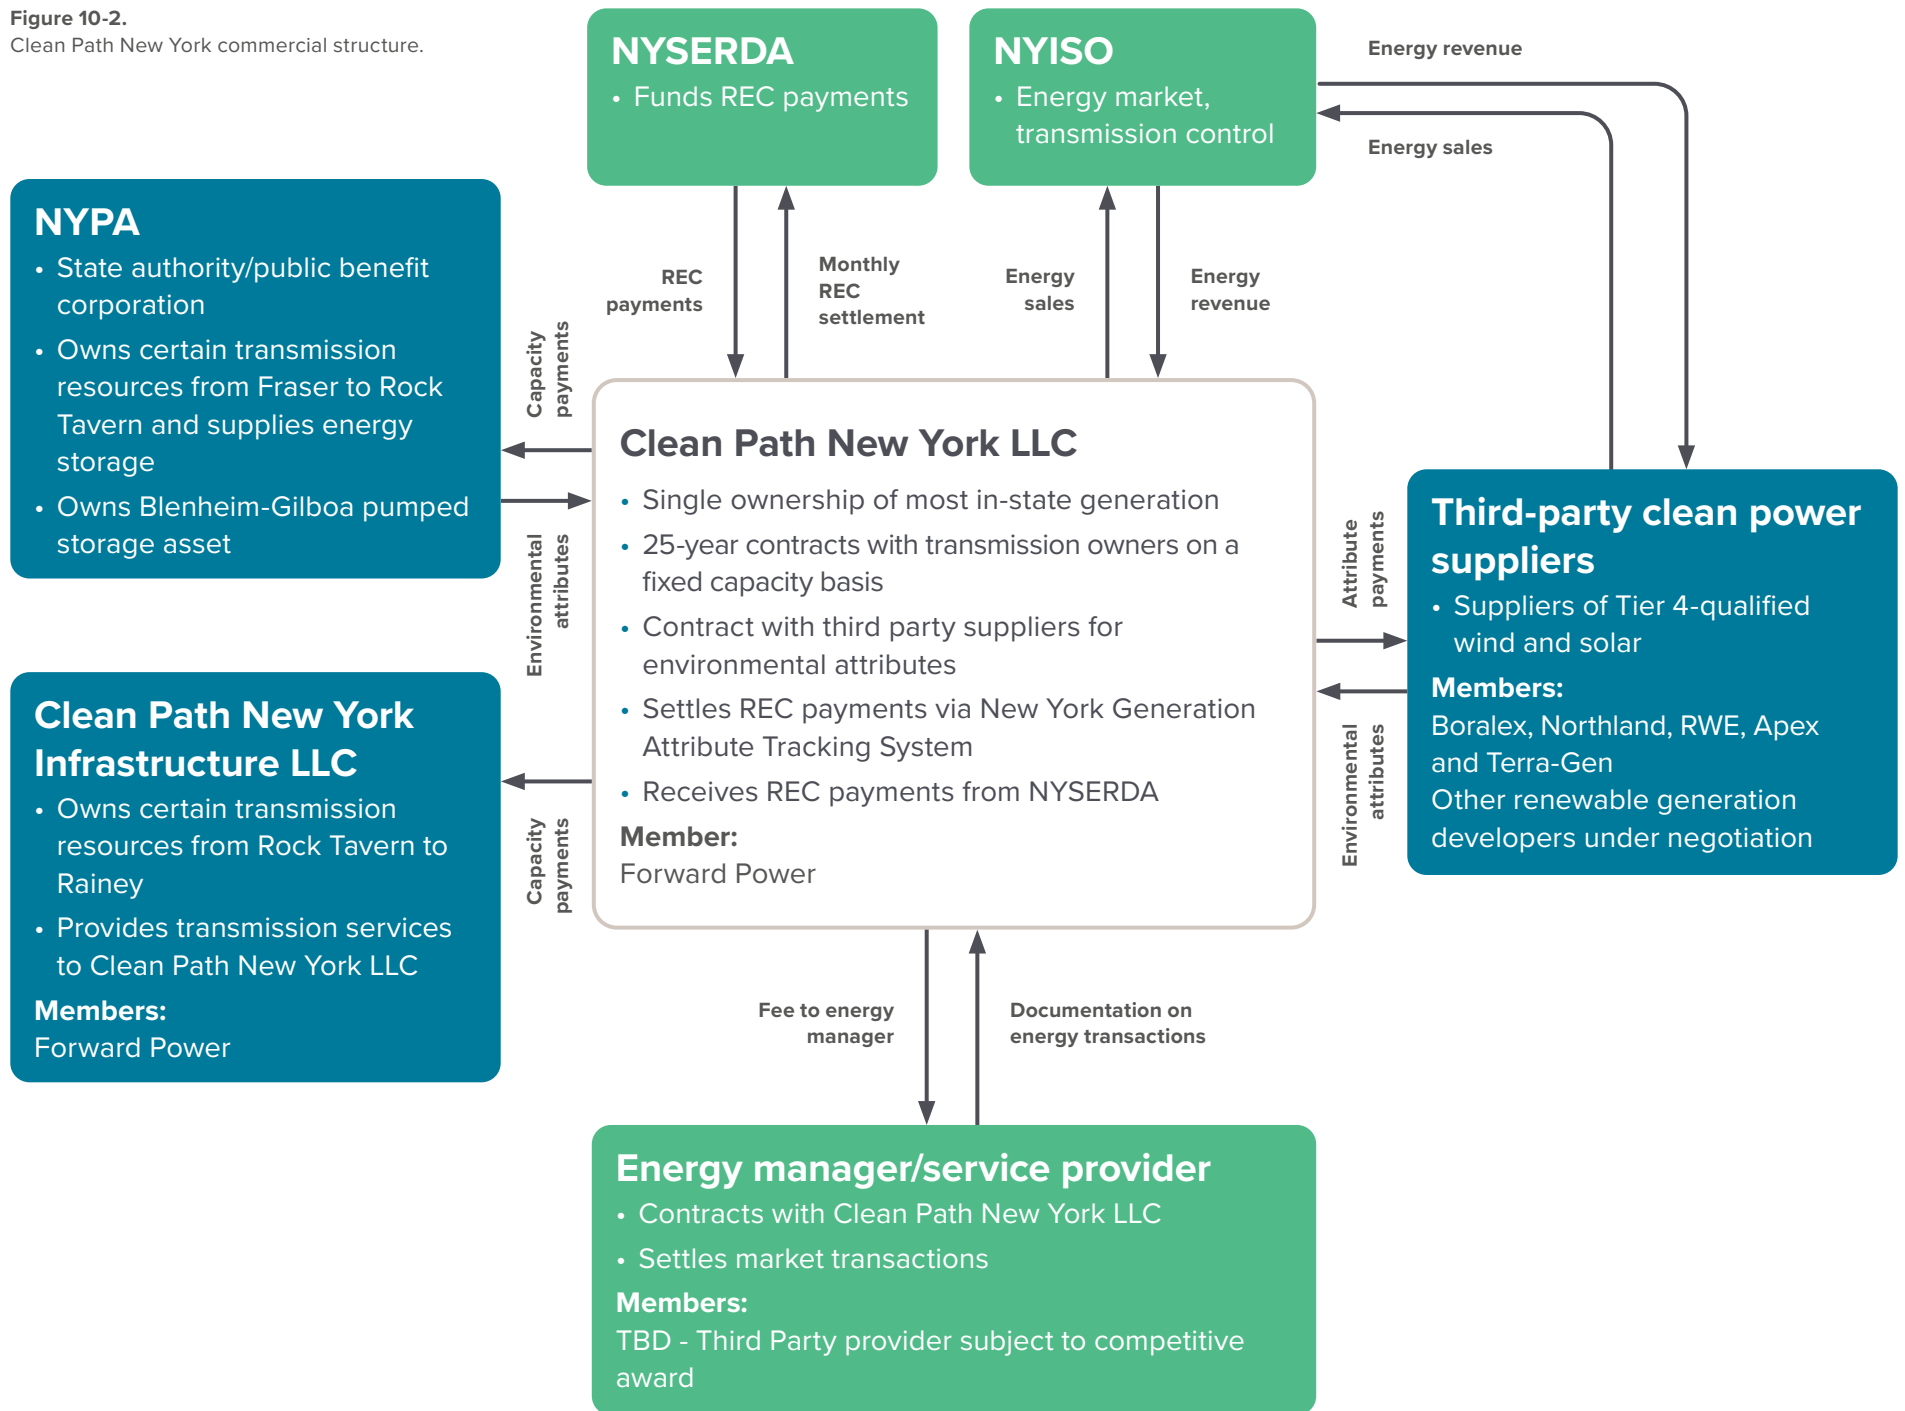 Figure 10-2.
Clean Path New York commercial structure.
NYSERDA
• Funds REC payments
NYISO
• Energy market,
transmission control
Energy revenue
Energy sales
NYPA
• State authority/public benefit
corporation
• Owns certain transmission
resources from Fraser to Rock
Tavern and supplies energy
storage
• Owns Blenheim-Gilboa pumped
storage asset
REC
payments
Monthly
REC
settlement
Energy
sales
Energy
revenue
Capacity
payments
Environmental
attributes
Clean Path New York LLC
• Single ownership of most in-state generation
• 25-year contracts with transmission owners on a
fixed capacity basis
• Contract with third party suppliers for
environmental attributes
• Settles REC payments via New York Generation
Attribute Tracking System
• Receives REC payments from NYSERDA
Member:
Forward Power
Attribute
payments
Environmental
attributes
Third-party clean power
suppliers
• Suppliers of Tier 4-qualified
wind and solar
Members:
Boralex, Northland, RWE, Apex
and Terra-Gen
Other renewable generation
developers under negotiation
Clean Path New York
Infrastructure LLC
• Owns certain transmission
resources from Rock Tavern to
Rainey
• Provides transmission services
to Clean Path New York LLC
Members:
Forward Power
Capacity
payments
Fee to energy
manager
Documentation on
energy transactions
Energy manager/service provider
• Contracts with Clean Path New York LLC
• Settles market transactions
Members:
TBD - Third Party provider subject to competitive
award